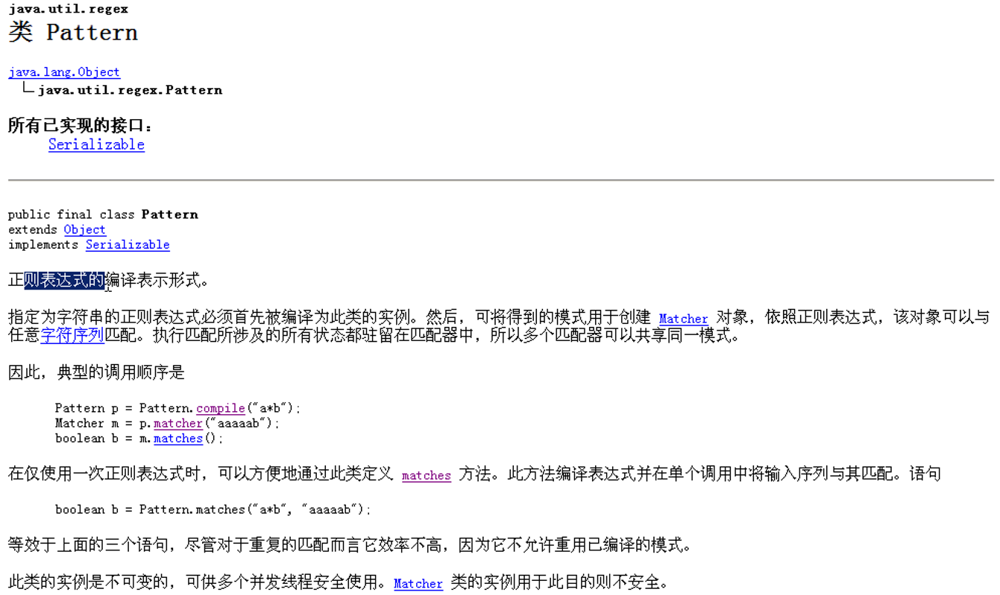 java.util.regex
类 Pattern
java.lang.Object
java.util.regex.Pattern
所有已实现的接口：
Serializable
public final class Pattern
extends Object
implements Serializable
正则表达式的编译表示形式。
指定为字符串的正则表达式必须首先被编译为此类的实例。然后，可将得到的模式用于创建 Matcher 对象，依照正则表达式，该对象可以与
任意字符序列匹配。执行匹配所涉及的所有状态都驻留在匹配器中，所以多个匹配器可以共享同一模式。
因此，典型的调用顺序是
Pattern p = Pattern.compile("a*b");
Matcher m = p.matcher("aaaaab");
boolean b = m.matches();
在仅使用一次正则表达式时，可以方便地通过此类定义 matches 方法。此方法编译表达式并在单个调用中将输入序列与其匹配。语句
boolean b = Pattern.matches("a*b", "aaaaab");
等效于上面的三个语句，尽管对于重复的匹配而言它效率不高，因为它不允许重用已编译的模式。
此类的实例是不可变的，可供多个并发线程安全使用。Matcher 类的实例用于此目的则不安全。